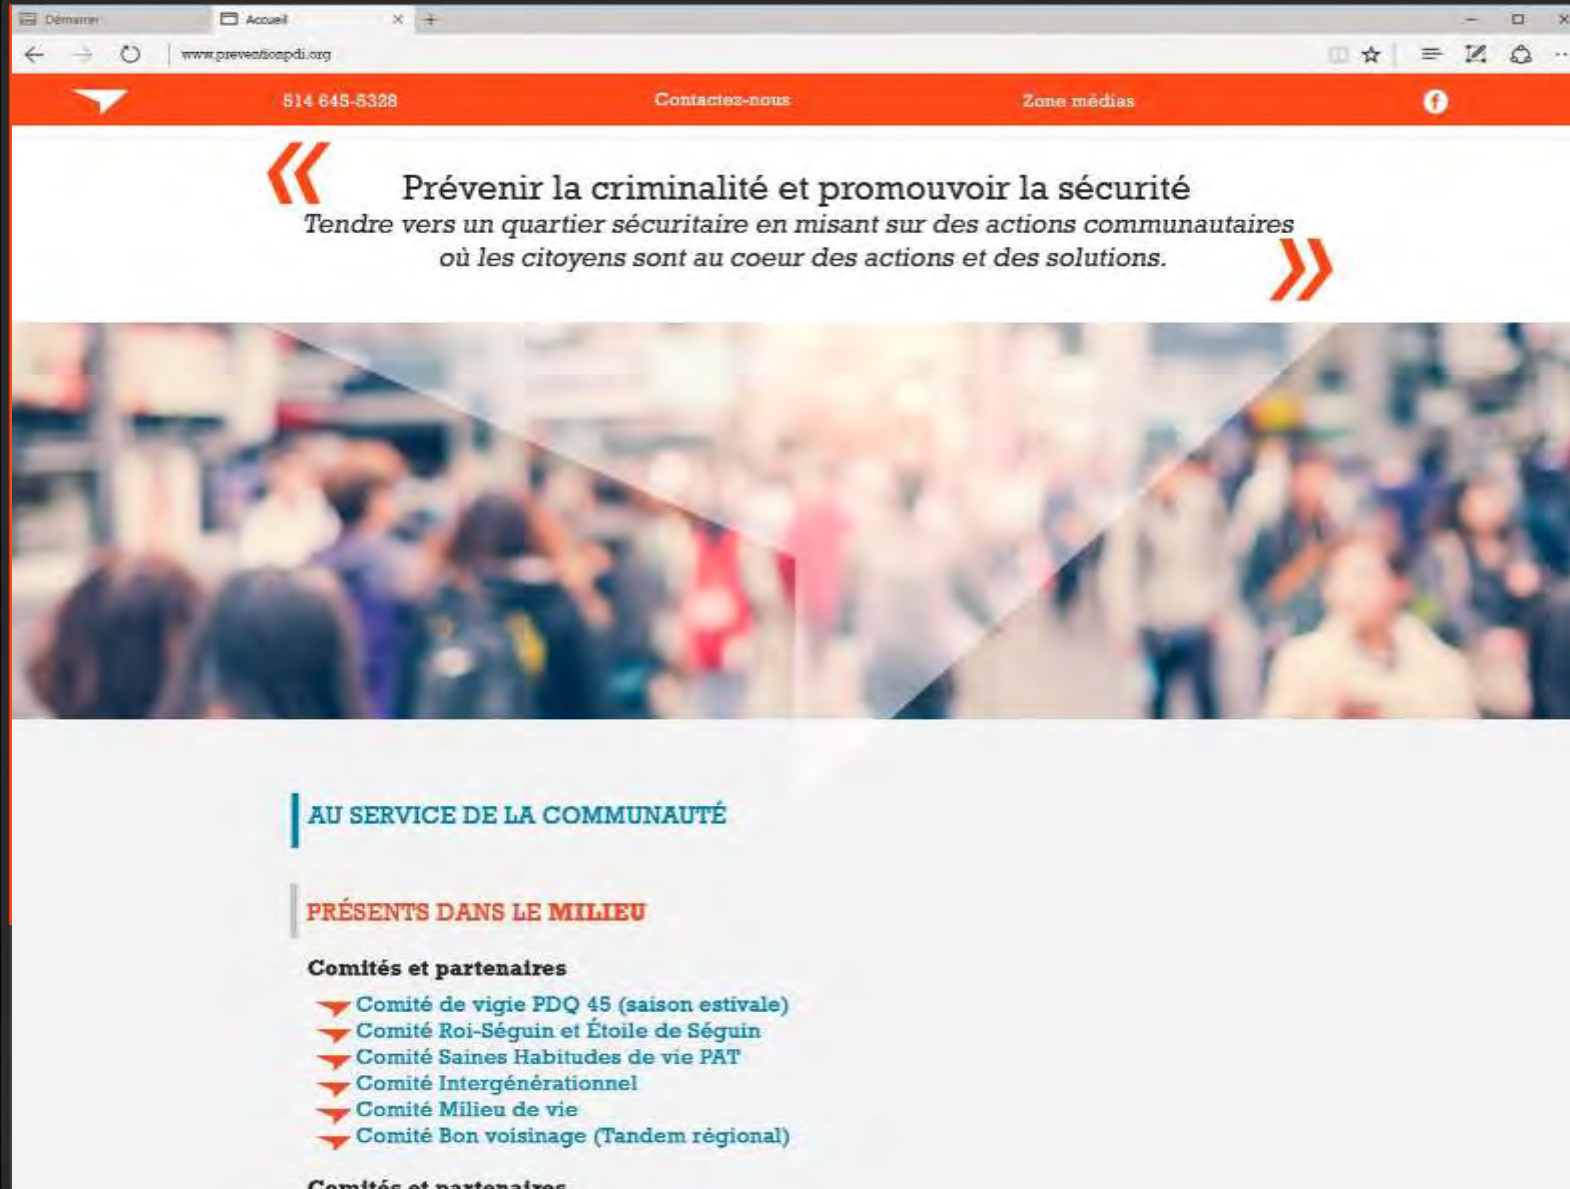 Démarrer
Accueil
www.preventionpdi.org
514 645-5328
Contactez-nous
Zone médias
f
« Prévenir la criminalité et promouvoir la sécurité
Tendre vers un quartier sécuritaire en misant sur des actions communautaires
où les citoyens sont au coeur des actions et des solutions. »
AU SERVICE DE LA COMMUNAUTÉ
PRÉSENTS DANS LE MILIEU
Comités et partenaires
Comité de vigie PDQ 45 (saison estivale)
Comité Roi-Séguin et Étoile de Séguin
Comité Saines Habitudes de vie PAT
Comité Intergénérationnel
Comité Milieu de vie
Comité Bon voisinage (Tandem régional)
Comités et partenaires